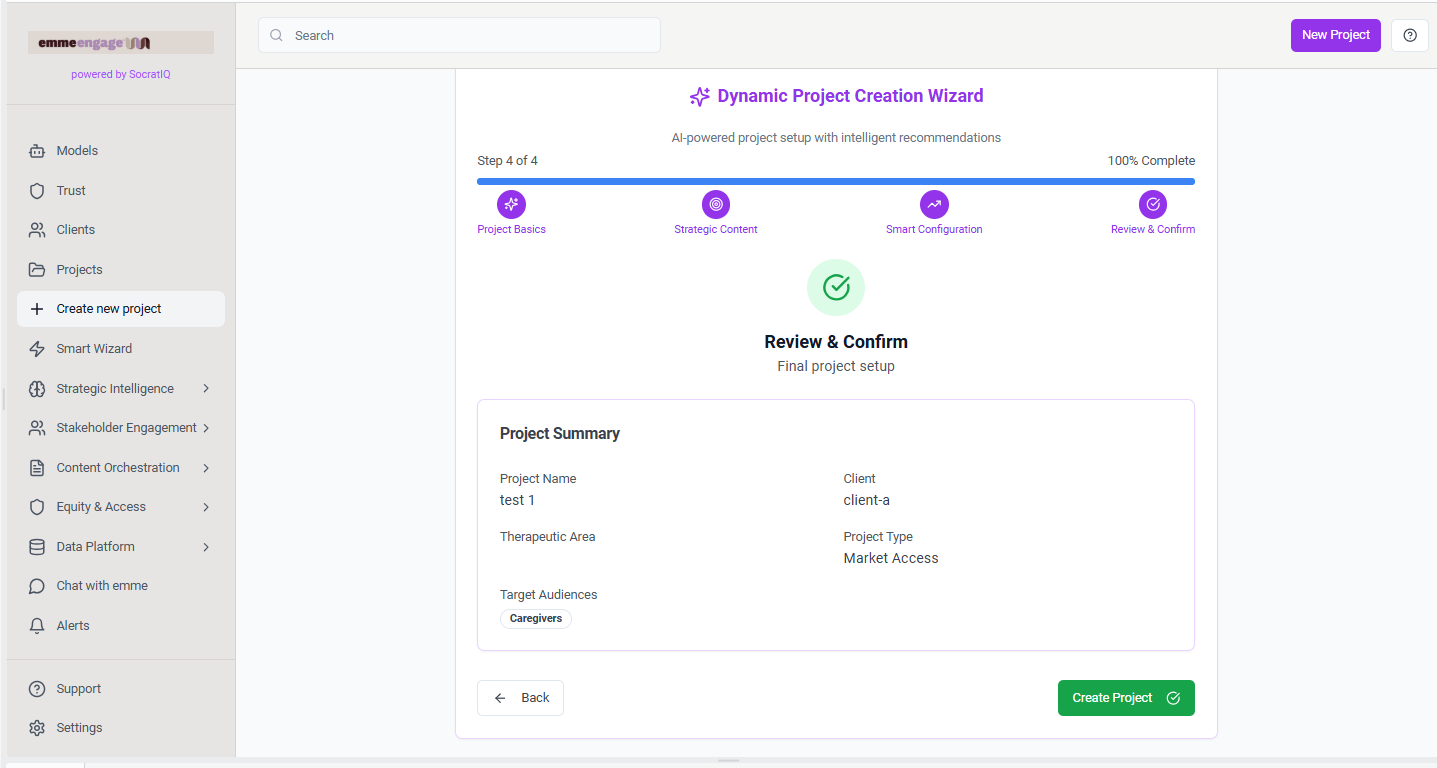 emmeengage
powered by SocratIQ
Models
Trust
Clients
Projects
Create new project
Smart Wizard
Strategic Intelligence
Stakeholder Engagement
Content Orchestration
Equity & Access
Data Platform
Chat with emme
Alerts
Support
Settings
Search
New Project
Dynamic Project Creation Wizard
AI-powered project setup with intelligent recommendations
Step 4 of 4
100% Complete
Project Basics
Strategic Content
Smart Configuration
Review & Confirm
Review & Confirm
Final project setup
Project Summary
Project Name
test 1
Client
client-a
Therapeutic Area
Project Type
Market Access
Target Audiences
Caregivers
Back
Create Project